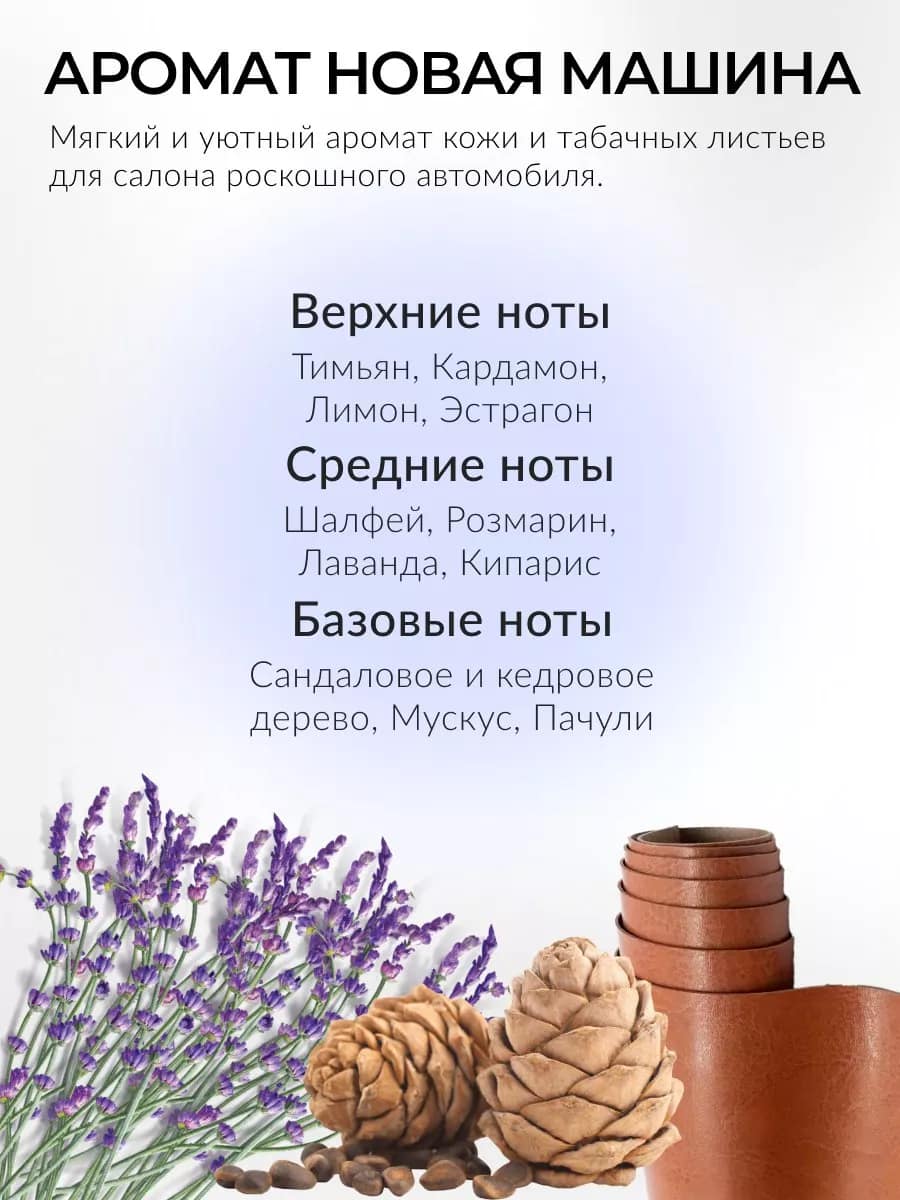 АРОМАТ НОВАЯ МАШИНА
Мягкий и уютный аромат кожи и табачных листьев
для салона роскошного автомобиля.
Верхние ноты
Тимьян, Кардамон,
Лимон, Эстрагон
Средние ноты
Шалфей, Розмарин,
Лаванда, Кипарис
Базовые ноты
Сандаловое и кедровое
дерево, Мускус, Пачули